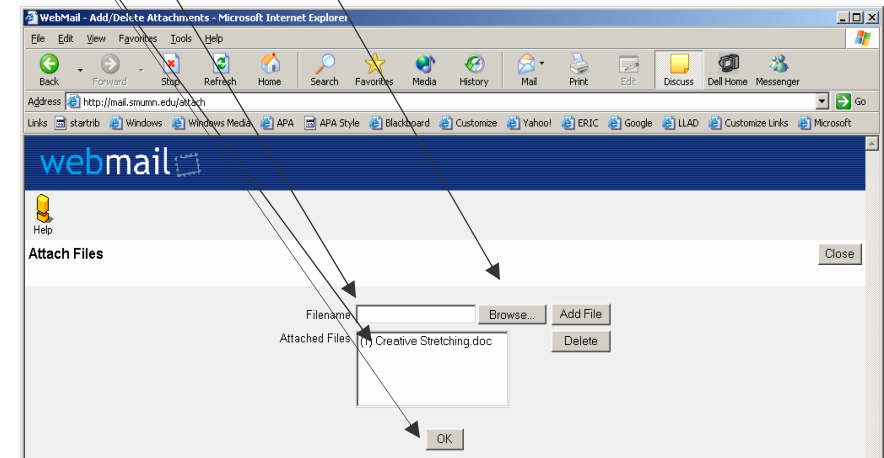 WebMail - Add/Delete Attachments - Microsoft Internet Explorer
File Edit View Favorites Tools Help
Back Forward Stop Refresh Home Search Favorites Media History Mail Print Edit Discuss Dell Home Messenger
Address http://mail.smumn.edu/attach Go
Links startrib Windows Windows Media APA APA Style Blackboard Customize Yahoo! ERIC Google LLAD Customize Links Microsoft
webmail
Help
Attach Files Close
Filename Browse... Add File
Attached Files (1) Creative Stretching.doc Delete
OK